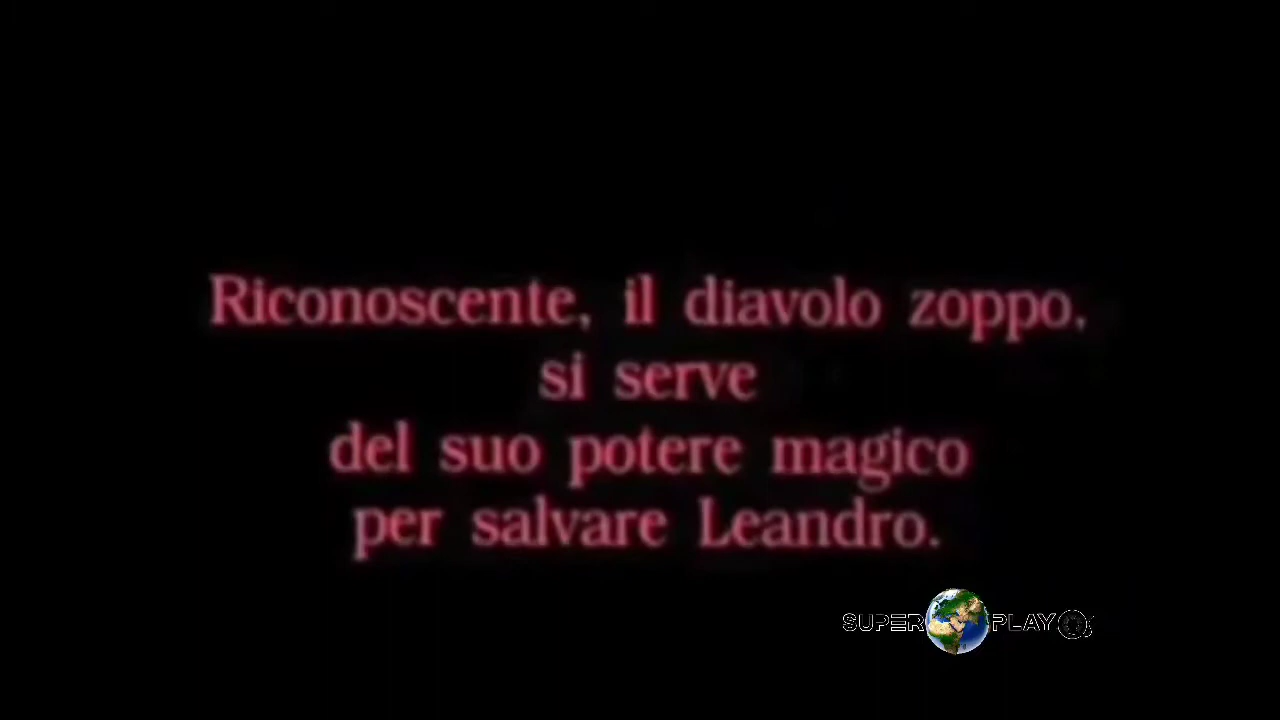 Riconoscente, il diavolo zoppo,
si serve
del suo potere magico
per salvare Leandro.
SUPER PLAY